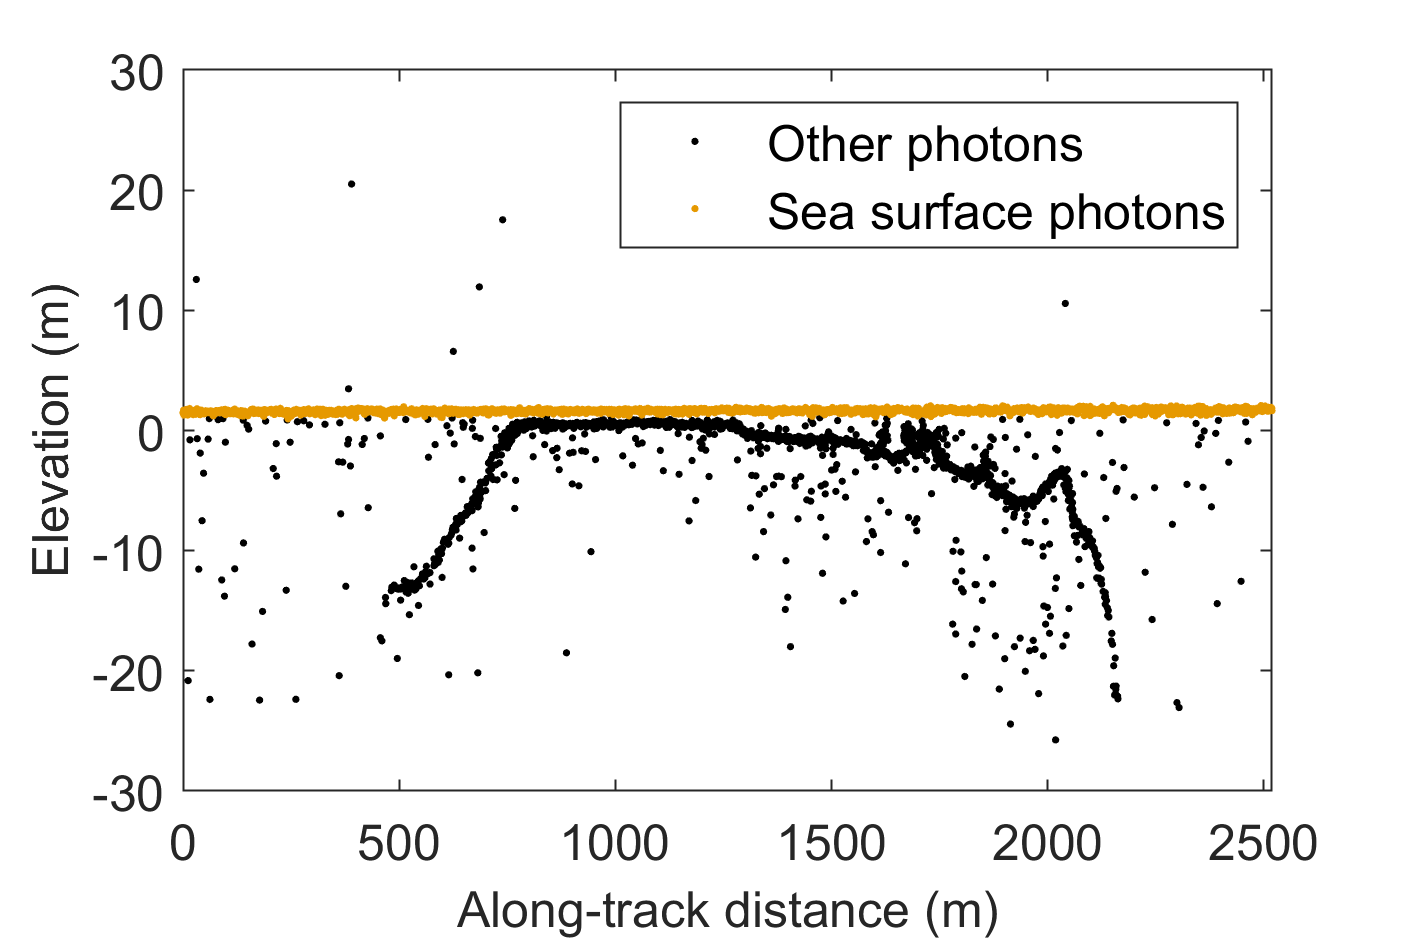 30
20
10
0
-10
-20
-30
Elevation (m)
Other photons
Sea surface photons
0 500 1000 1500 2000 2500
Along-track distance (m)